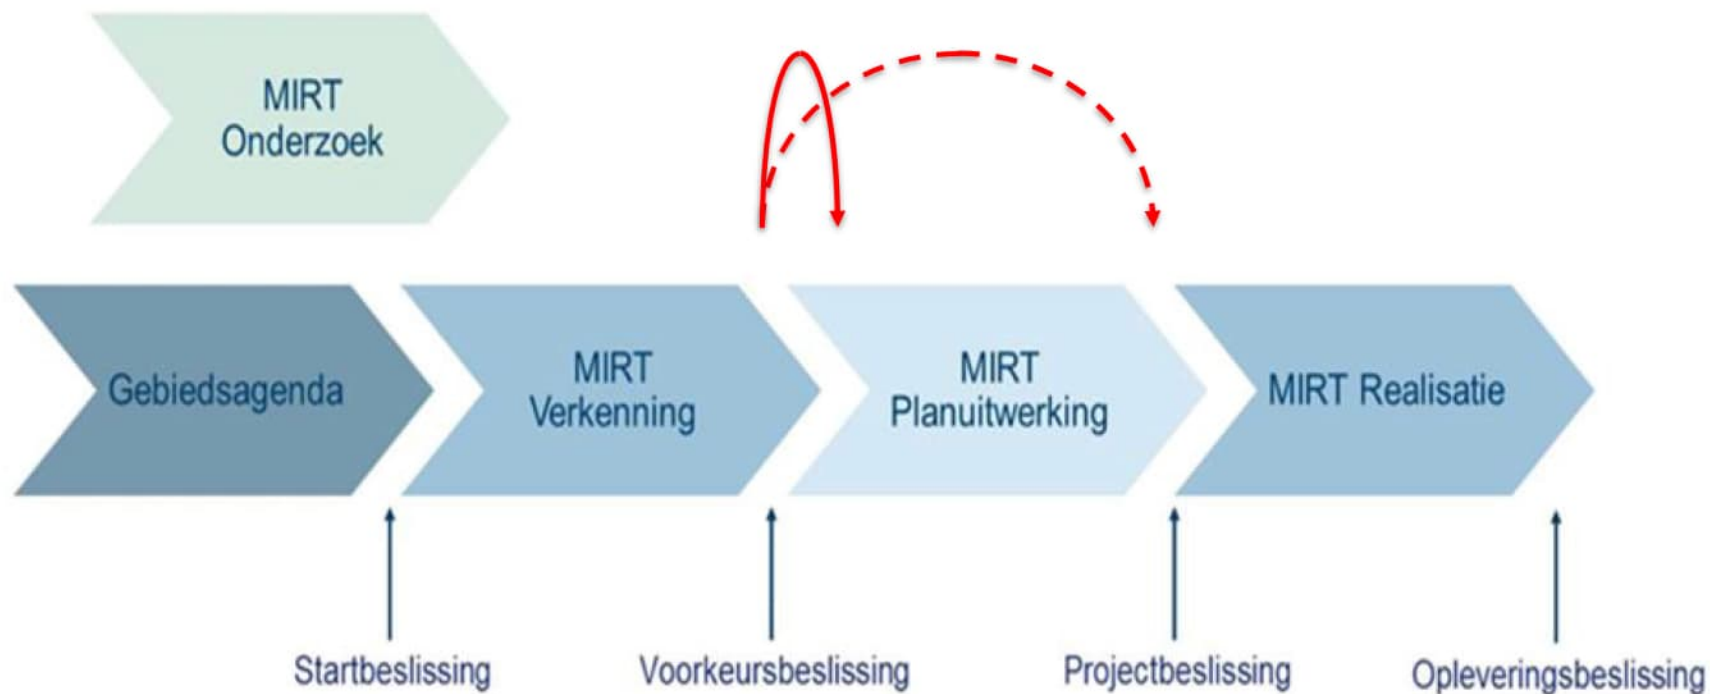 MIRT
Onderzoek
Gebiedsagenda
MIRT
Verkenning
MIRT
Planuitwerking
MIRT Realisatie
Startbeslissing
Voorkeursbeslissing
Projectbeslissing
Opleveringsbeslissing